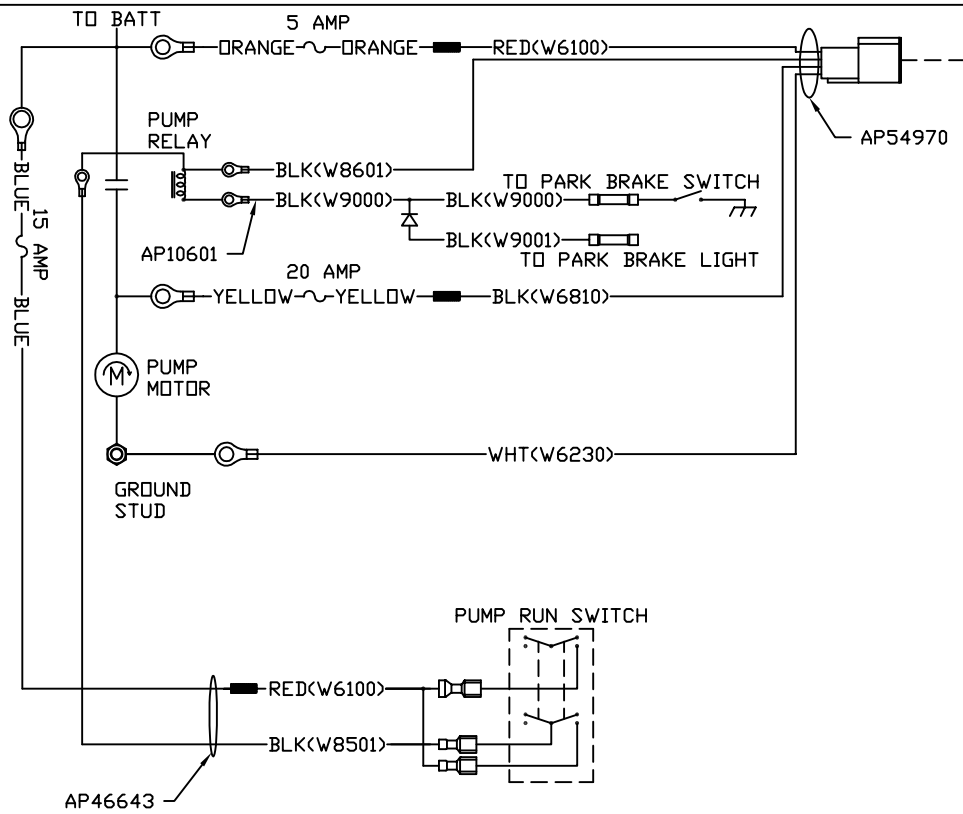 TO BATT
5 AMP
ORANGE ORANGE
RED(W6100)
AP54970
PUMP
RELAY
BLK(W8601)
BLK(W9000)
BLK(W9000)
TO PARK BRAKE SWITCH
BLK(W9001)
TO PARK BRAKE LIGHT
AP10601
BLUE
15 AMP
BLUE
20 AMP
YELLOW YELLOW
BLK(W6810)
M
PUMP
MOTOR
WHT(W6230)
GROUND
STUD
PUMP RUN SWITCH
RED(W6100)
BLK(W8501)
AP46643